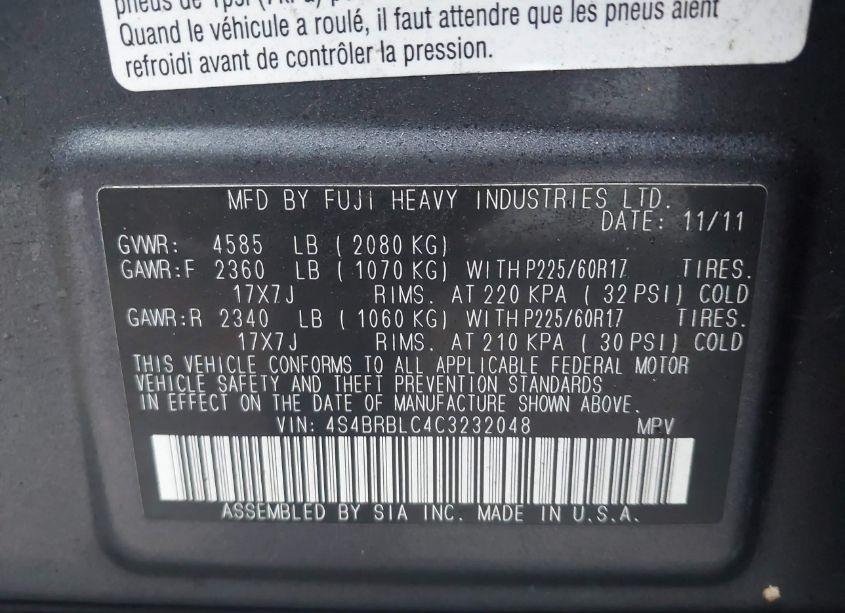 pneus de 1psi (7kPa)
Quand le véhicule a roulé, il faut attendre que les pneus aient
refroidi avant de contrôler la pression.
MFD BY FUJI HEAVY INDUSTRIES LTD.
DATE: 11/11
GVWR: 4585 LB ( 2080 KG)
GAWR:F 2360 LB ( 1070 KG) WITH P225/60R17 TIRES.
17X7J RIMS. AT 220 KPA ( 32 PSI) COLD
GAWR:R 2340 LB ( 1060 KG) WITH P225/60R17 TIRES.
17X7J RIMS. AT 210 KPA ( 30 PSI) COLD
THIS VEHICLE CONFORMS TO ALL APPLICABLE FEDERAL MOTOR
VEHICLE SAFETY AND THEFT PREVENTION STANDARDS
IN EFFECT ON THE DATE OF MANUFACTURE SHOWN ABOVE.
VIN: 4S4BRBLC4C3232048 MPV
ASSEMBLED BY SIA INC. MADE IN U.S.A.